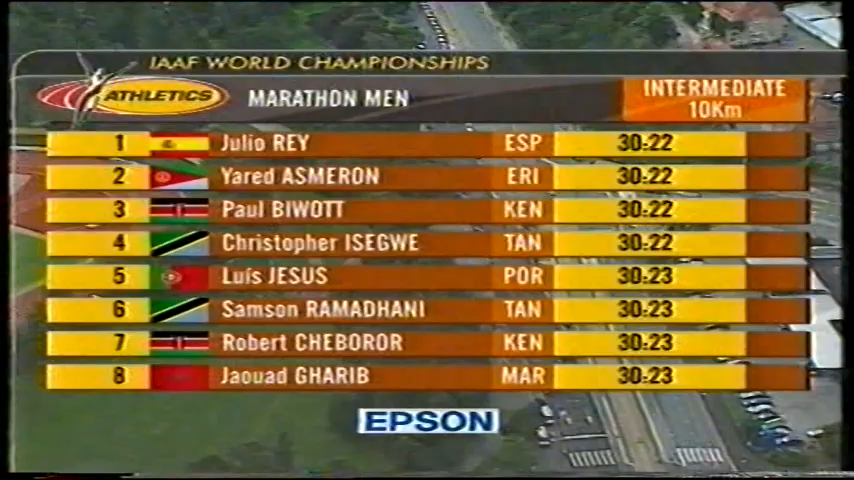 IAAF WORLD CHAMPIONSHIPS
ATHLETICS MARATHON MEN INTERMEDIATE
10Km
1 Julio REY ESP 30:22
2 Yared ASMERON ERI 30:22
3 Paul BIWOTT KEN 30:22
4 Christopher ISEGWE TAN 30:22
5 Luís JESUS POR 30:23
6 Samson RAMADHANI TAN 30:23
7 Robert CHEBOROR KEN 30:23
8 Jaouad GHARIB MAR 30:23
EPSON